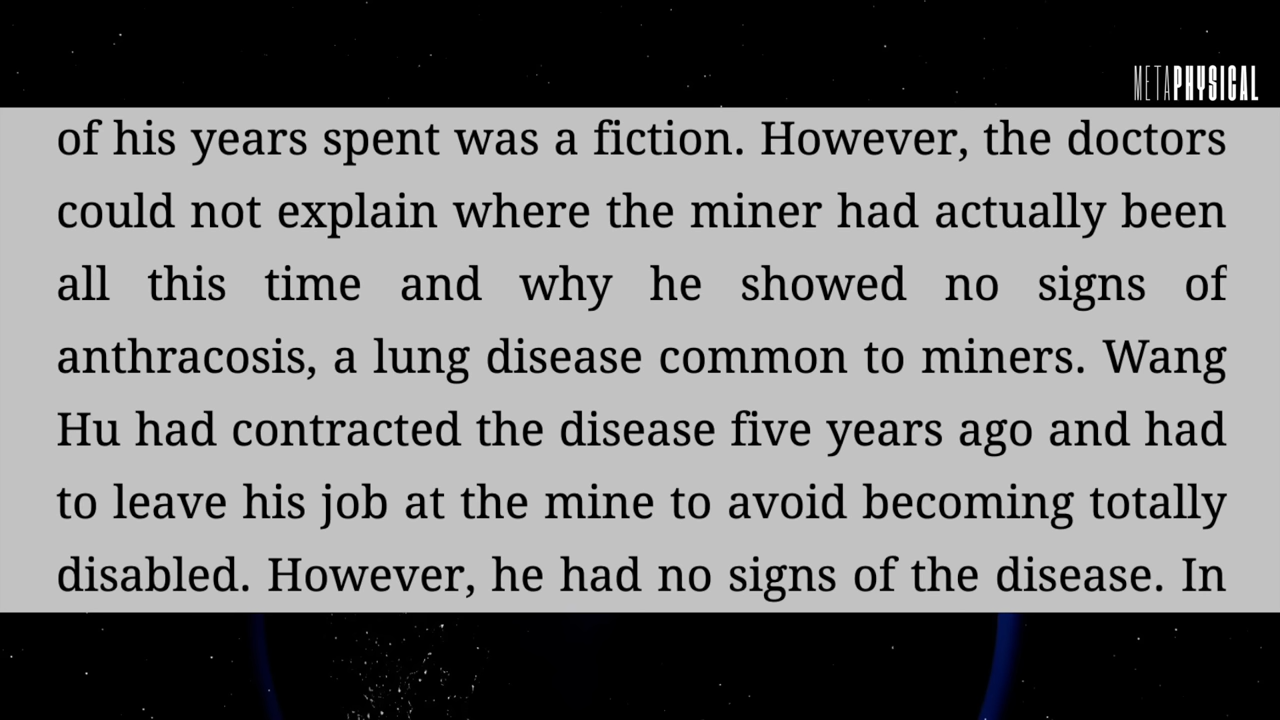 METAPHYSICAL
of his years spent was a fiction. However, the doctors
could not explain where the miner had actually been
all this time and why he showed no signs of
anthracosis, a lung disease common to miners. Wang
Hu had contracted the disease five years ago and had
to leave his job at the mine to avoid becoming totally
disabled. However, he had no signs of the disease. In